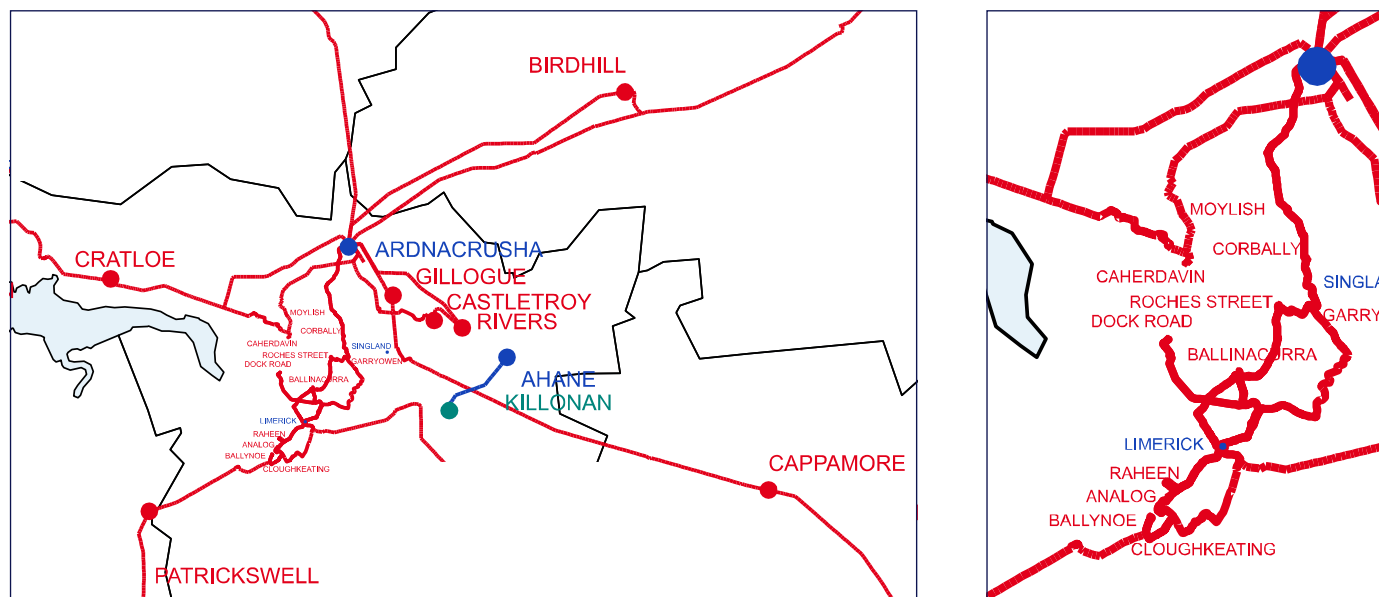 BIRDHILL
ARDNACRUSHA
CRATLOE
GILLOGUE
CASTLETROY
RIVERS
MOYLISH
CORBALLY
CAHERDAVIN
SINGLAND
ROCHES STREET
GARRYOWEN
DOCK ROAD
BALLINACURRA
AHANE
KILLONAN
LIMERICK
RAHEEN
ANALOG
BALLYNOE
CLOUGHKEATING
CAPPAMORE
PATRICKSWELL
MOYLISH
CORBALLY
CAHERDAVIN
SINGLA
ROCHES STREET
GARRY
DOCK ROAD
BALLINACURRA
LIMERICK
RAHEEN
ANALOG
BALLYNOE
CLOUGHKEATING